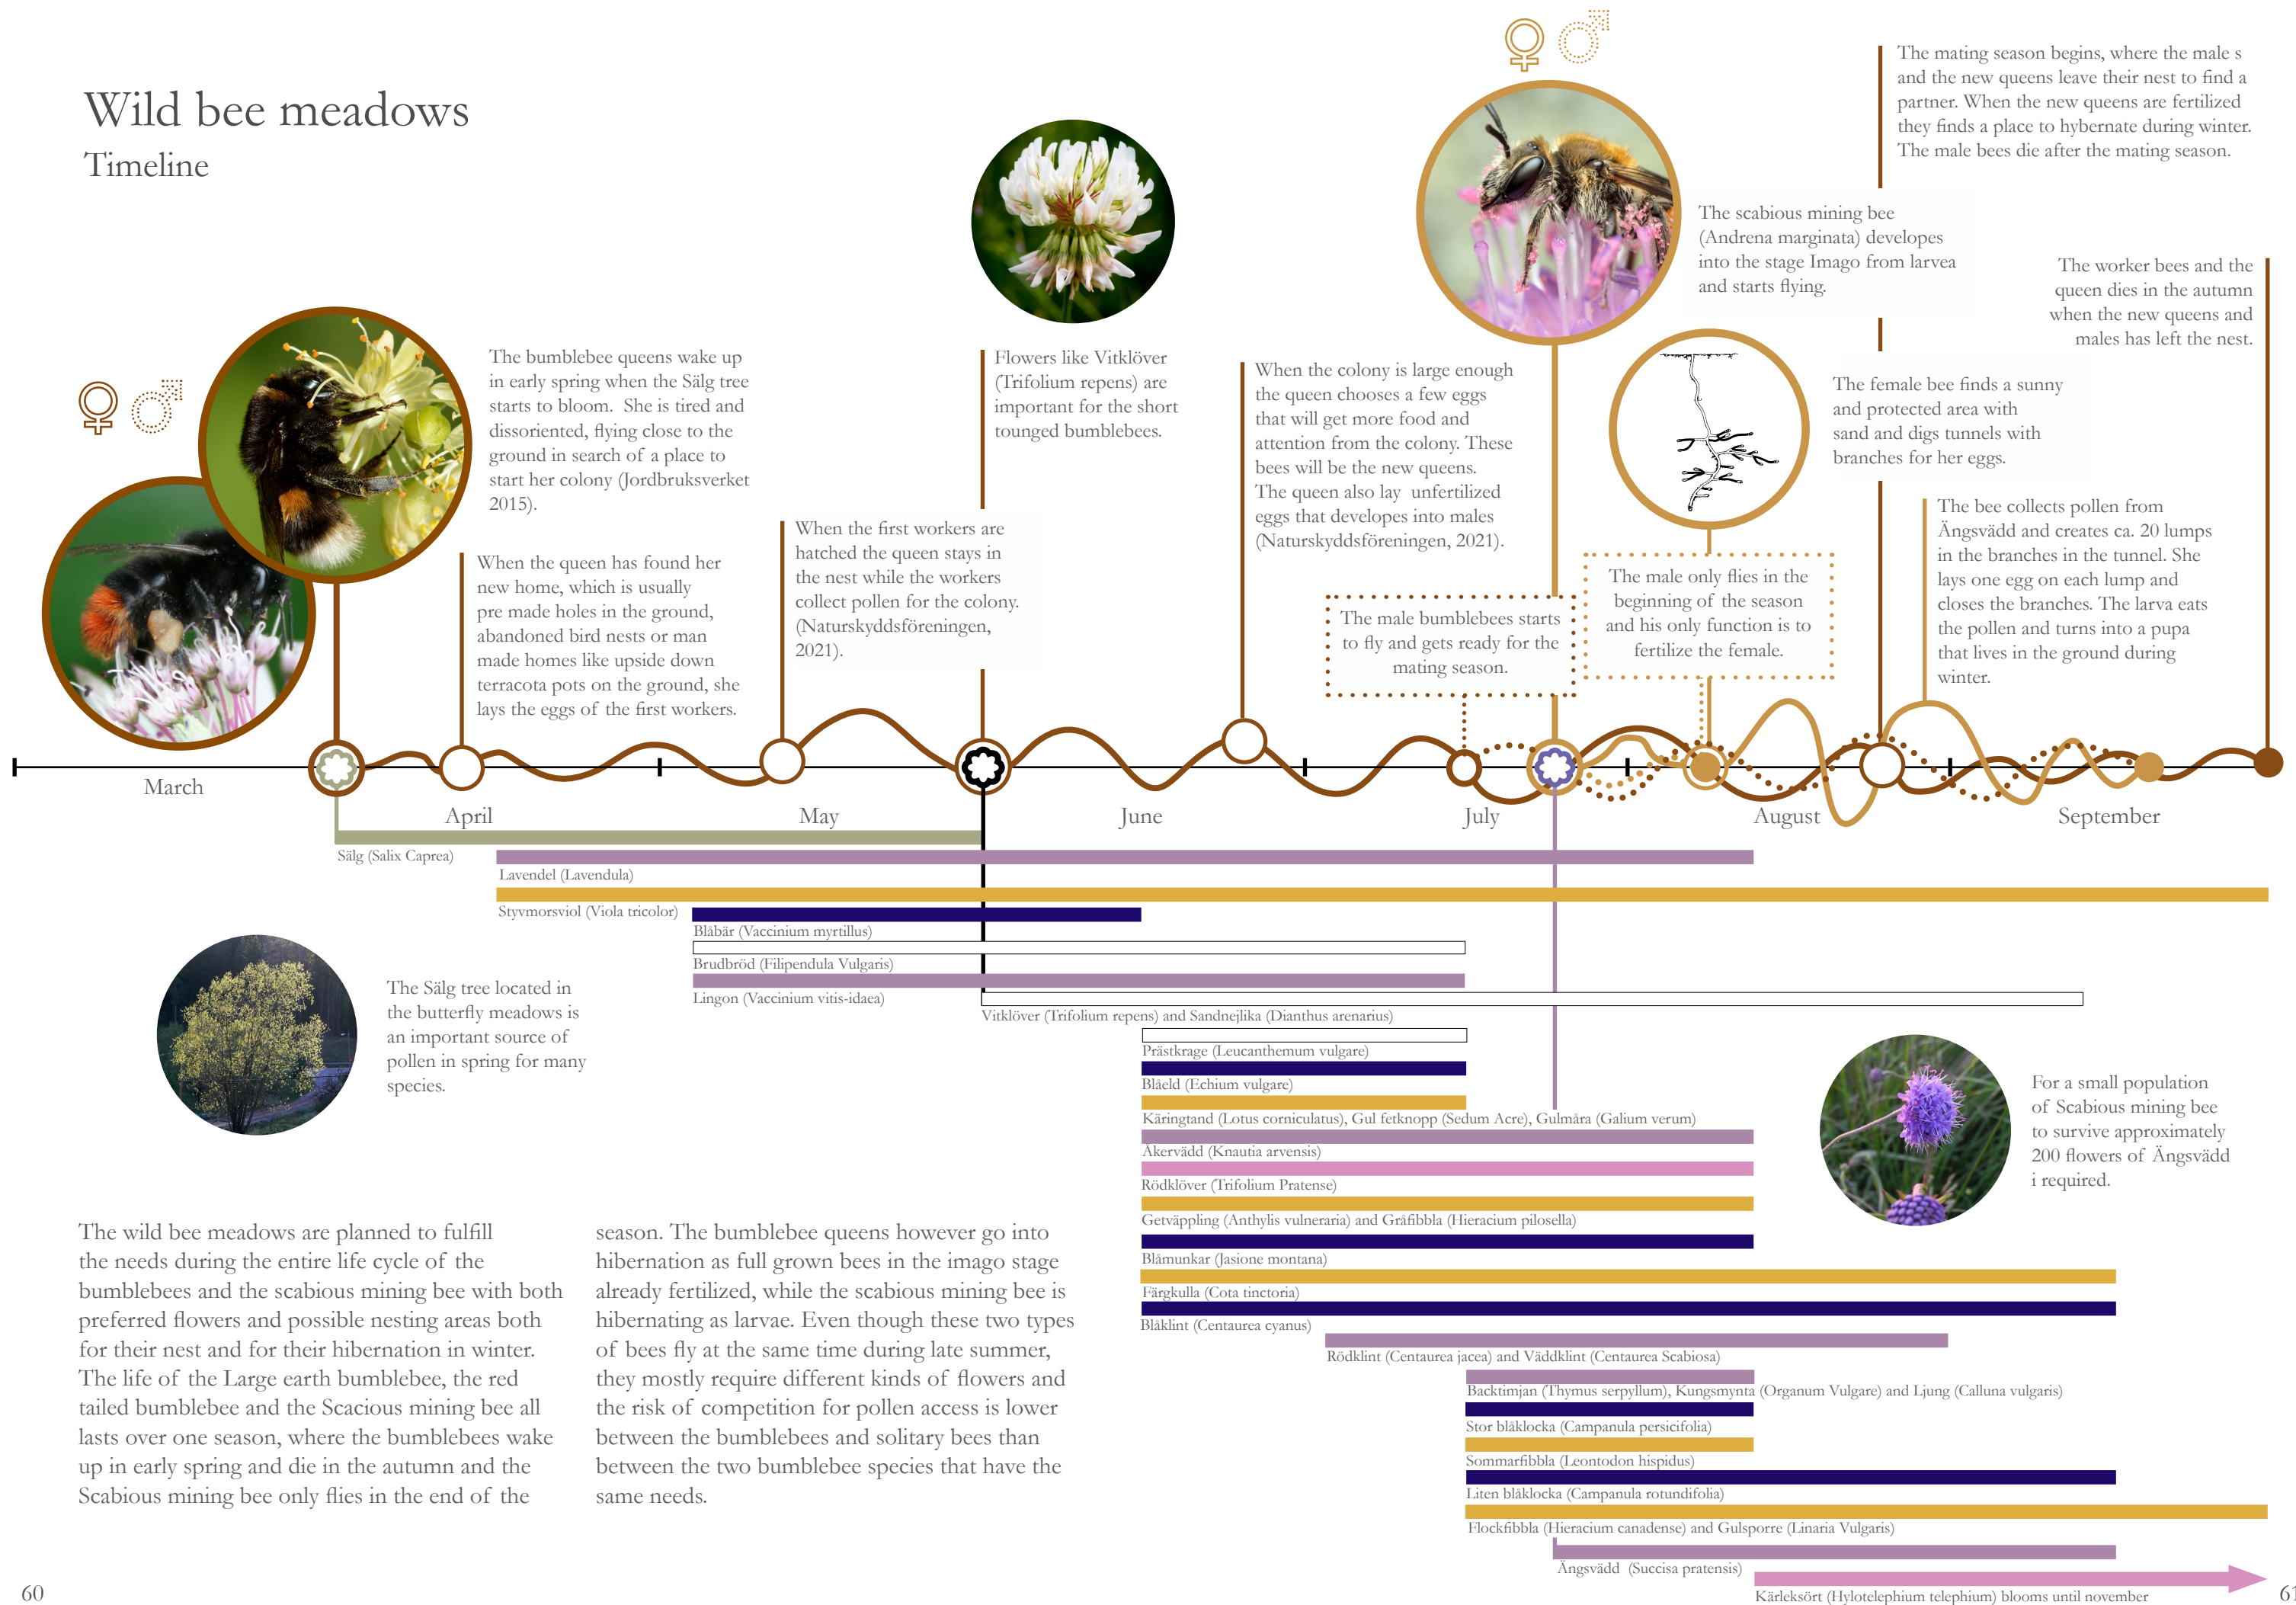 Wild bee meadows
Timeline
The bumblebee queens wake up
in early spring when the Sälg tree
starts to bloom.  She is tired and
dissoriented, flying close to the
ground in search of a place to
start her colony (Jordbruksverket
2015).
When the queen has found her
new home, which is usually
pre made holes in the ground,
abandoned bird nests or man
made homes like upside down
terracota pots on the ground, she
lays the eggs of the first workers.
When the first workers are
hatched the queen stays in
the nest while the workers
collect pollen for the colony.
(Naturskyddsföreningen,
2021).
Flowers like Vitklöver
(Trifolium repens) are
important for the short
tounged bumblebees.
When the colony is large enough
the queen chooses a few eggs
that will get more food and
attention from the colony. These
bees will be the new queens.
The queen also lay  unfertilized
eggs that developes into males
(Naturskyddsföreningen, 2021).
The male bumblebees starts
to fly and gets ready for the
mating season.
The male only flies in the
beginning of the season
and his only function is to
fertilize the female.
The scabious mining bee
(Andrena marginata) developes
into the stage Imago from larvea
and starts flying.
The mating season begins, where the male s
and the new queens leave their nest to find a
partner. When the new queens are fertilized
they finds a place to hybernate during winter.
The male bees die after the mating season.
The worker bees and the
queen dies in the autumn
when the new queens and
males has left the nest.
The female bee finds a sunny
and protected area with
sand and digs tunnels with
branches for her eggs.
The bee collects pollen from
Ängsvädd and creates ca. 20 lumps
in the branches in the tunnel. She
lays one egg on each lump and
closes the branches. The larva eats
the pollen and turns into a pupa
that lives in the ground during
winter.
March
April
May
June
July
August
September
Sälg (Salix Caprea)
Lavendel (Lavendula)
Styvmorsviol (Viola tricolor)
Blåbär (Vaccinium myrtillus)
Brudbröd (Filipendula Vulgaris)
Lingon (Vaccinium vitis-idaea)
Vitklöver (Trifolium repens) and Sandnejlika (Dianthus arenarius)
Prästkrage (Leucanthemum vulgare)
Blåeld (Echium vulgare)
Käringtand (Lotus corniculatus), Gul fetknopp (Sedum Acre), Gulmåra (Galium verum)
Åkervädd (Knautia arvensis)
Rödklöver (Trifolium Pratense)
Getväppling (Anthylis vulneraria) and Gråfibbla (Hieracium pilosella)
Blåmunkar (Jasione montana)
Färgkulla (Cota tinctoria)
Blåklint (Centaurea cyanus)
Rödklint (Centaurea jacea) and Väddklint (Centaurea Scabiosa)
Backtimjan (Thymus serpyllum), Kungsmynta (Organum Vulgare) and Ljung (Calluna vulgaris)
Stor blåklocka (Campanula persicifolia)
Sommarfibbla (Leontodon hispidus)
Liten blåklocka (Campanula rotundifolia)
Flockfibbla (Hieracium canadense) and Gulsporre (Linaria Vulgaris)
Ängsvädd  (Succisa pratensis)
Kärleksört (Hylotelephium telephium) blooms until november
The Sälg tree located in
the butterfly meadows is
an important source of
pollen in spring for many
species.
For a small population
of Scabious mining bee
to survive approximately
200 flowers of Ängsvädd
i required.
The wild bee meadows are planned to fulfill
the needs during the entire life cycle of the
bumblebees and the scabious mining bee with both
preferred flowers and possible nesting areas both
for their nest and for their hibernation in winter.
The life of the Large earth bumblebee, the red
tailed bumblebee and the Scacious mining bee all
lasts over one season, where the bumblebees wake
up in early spring and die in the autumn and the
Scabious mining bee only flies in the end of the
season. The bumblebee queens however go into
hibernation as full grown bees in the imago stage
already fertilized, while the scabious mining bee is
hibernating as larvae. Even though these two types
of bees fly at the same time during late summer,
they mostly require different kinds of flowers and
the risk of competition for pollen access is lower
between the bumblebees and solitary bees than
between the two bumblebee species that have the
same needs.
60
61